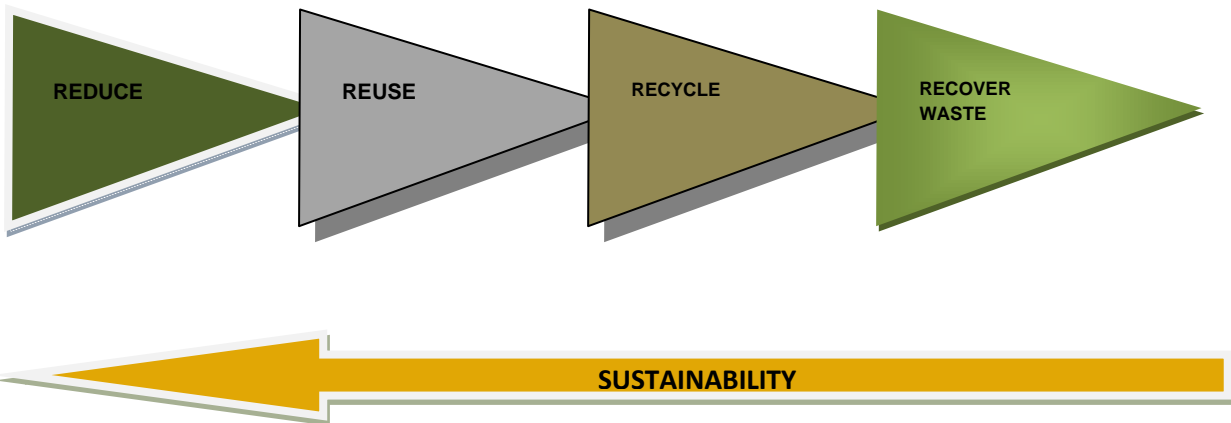 REDUCE
REUSE
RECYCLE
RECOVER
WASTE
SUSTAINABILITY